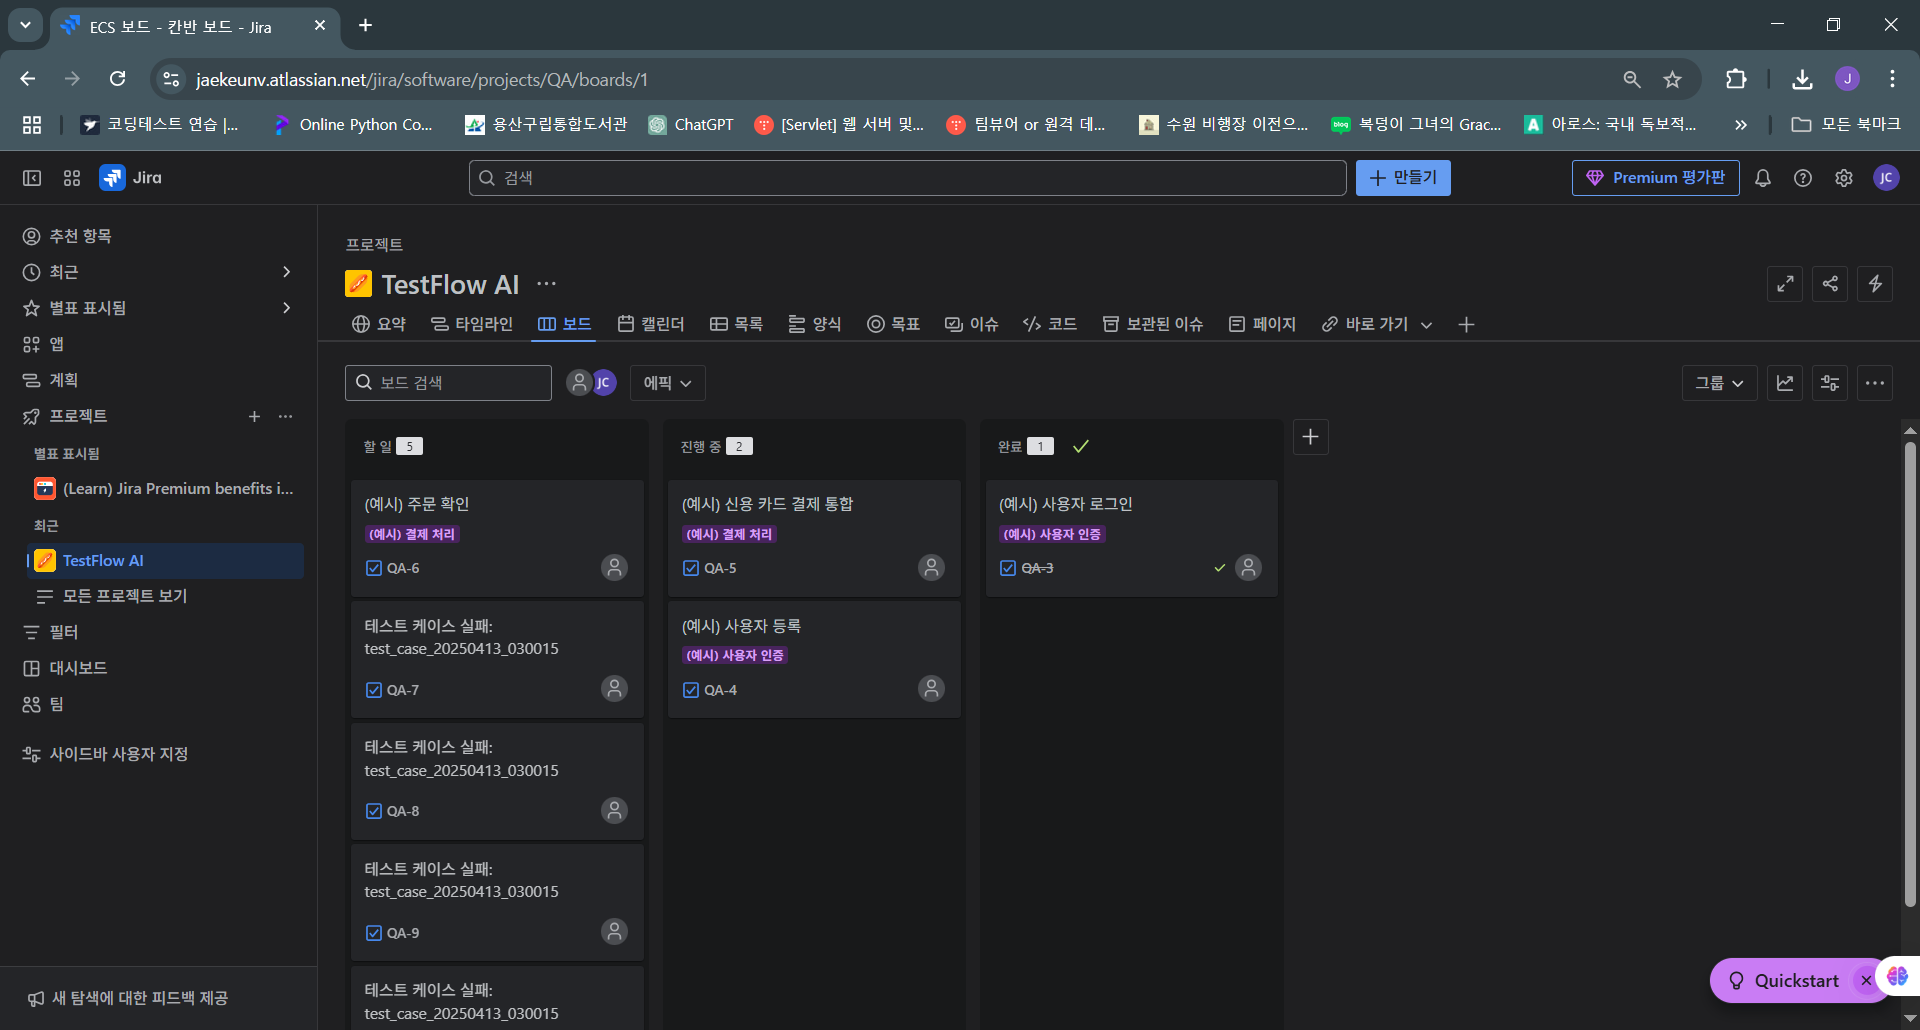 ECS 보드 - 칸반 보드 - Jira
jaekeunv.atlassian.net/jira/software/projects/QA/boards/1
J
코딩테스트 연습 |...
Online Python Co...
용산구립통합도서관
ChatGPT
[Servlet] 웹 서버 및...
팀뷰어 or 원격 데...
수원 비행장 이전으...
blog
복덩이 그녀의 Grac...
A
아로스: 국내 독보적...
모든 북마크
Jira
검색
만들기
Premium 평가판
JC
추천 항목
최근
별표 표시됨
앱
계획
프로젝트
별표 표시됨
(Learn) Jira Premium benefits i...
최근
TestFlow AI
모든 프로젝트 보기
필터
대시보드
팀
사이드바 사용자 지정
새 탐색에 대한 피드백 제공
프로젝트
TestFlow AI
요약
타임라인
보드
캘린더
목록
양식
목표
이슈
코드
보관된 이슈
페이지
바로 가기
보드 검색
JC
에픽
그룹
할 일 5
(예시) 주문 확인
(예시) 결제 처리
QA-6
테스트 케이스 실패:
test_case_20250413_030015
QA-7
테스트 케이스 실패:
test_case_20250413_030015
QA-8
테스트 케이스 실패:
test_case_20250413_030015
QA-9
테스트 케이스 실패:
test_case_20250413_030015
진행 중 2
(예시) 신용 카드 결제 통합
(예시) 결제 처리
QA-5
(예시) 사용자 등록
(예시) 사용자 인증
QA-4
완료 1
(예시) 사용자 로그인
(예시) 사용자 인증
QA-3
Quickstart